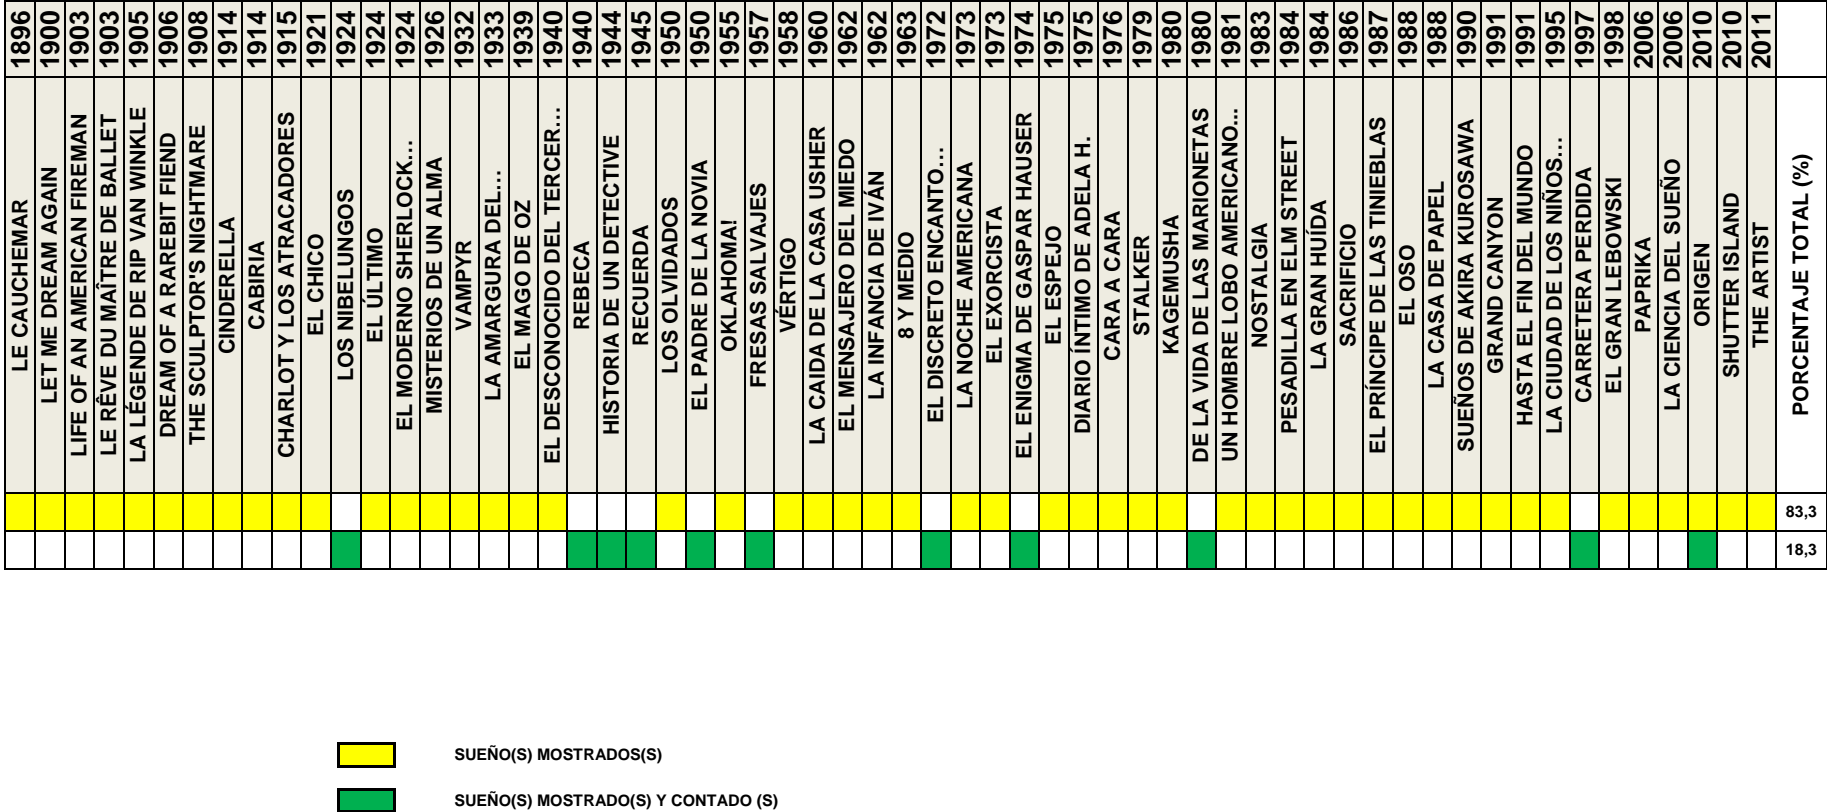 1896
1900
1903
1903
1905
1906
1908
1914
1914
1915
1921
1924
1924
1924
1926
1932
1933
1939
1940
1940
1944
1945
1950
1950
1955
1957
1958
1960
1962
1962
1963
1972
1973
1973
1974
1975
1975
1976
1979
1980
1980
1981
1983
1984
1984
1986
1987
1988
1988
1990
1991
1991
1995
1997
1998
2006
2006
2010
2010
2011
LE CAUCHEMAR
LET ME DREAM AGAIN
LIFE OF AN AMERICAN FIREMAN
LE RÊVE DU MAÎTRE DE BALLET
LA LÉGENDE DE RIP VAN WINKLE
DREAM OF A RAREBIT FIEND
THE SCULPTOR'S NIGHTMARE
CINDERELLA
CABIRIA
CHARLOT Y LOS ATRACADORES
EL CHICO
LOS NIBELUNGOS
EL ÚLTIMO
EL MODERNO SHERLOCK...
MISTERIOS DE UN ALMA
VAMPYR
LA AMARGURA DEL...
EL MAGO DE OZ
EL DESCONOCIDO DEL TERCER...
REBECA
HISTORIA DE UN DETECTIVE
RECUERDA
LOS OLVIDADOS
EL PADRE DE LA NOVIA
OKLAHOMA!
FRESAS SALVAJES
VÉRTIGO
LA CAIDA DE LA CASA USHER
EL MENSAJERO DEL MIEDO
LA INFANCIA DE IVÁN
8 Y MEDIO
EL DISCRETO ENCANTO...
LA NOCHE AMERICANA
EL EXORCISTA
EL ENIGMA DE GASPAR HAUSER
EL ESPEJO
DIARIO ÍNTIMO DE ADELA H.
CARA A CARA
STALKER
KAGEMUSHA
DE LA VIDA DE LAS MARIONETAS
UN HOMBRE LOBO AMERICANO...
NOSTALGIA
PESADILLA EN ELM STREET
LA GRAN HUÍDA
SACRIFICIO
EL PRÍNCIPE DE LAS TINIEBLAS
EL OSO
LA CASA DE PAPEL
SUEÑOS DE AKIRA KUROSAWA
GRAND CANYON
HASTA EL FIN DEL MUNDO
LA CIUDAD DE LOS NIÑOS...
CARRETERA PERDIDA
EL GRAN LEBOWSKI
PAPRIKA
LA CIENCIA DEL SUEÑO
ORIGEN
SHUTTER ISLAND
THE ARTIST
PORCENTAJE TOTAL (%)
83,3
18,3
SUEÑO(S) MOSTRADOS(S)
SUEÑO(S) MOSTRADO(S) Y CONTADO (S)